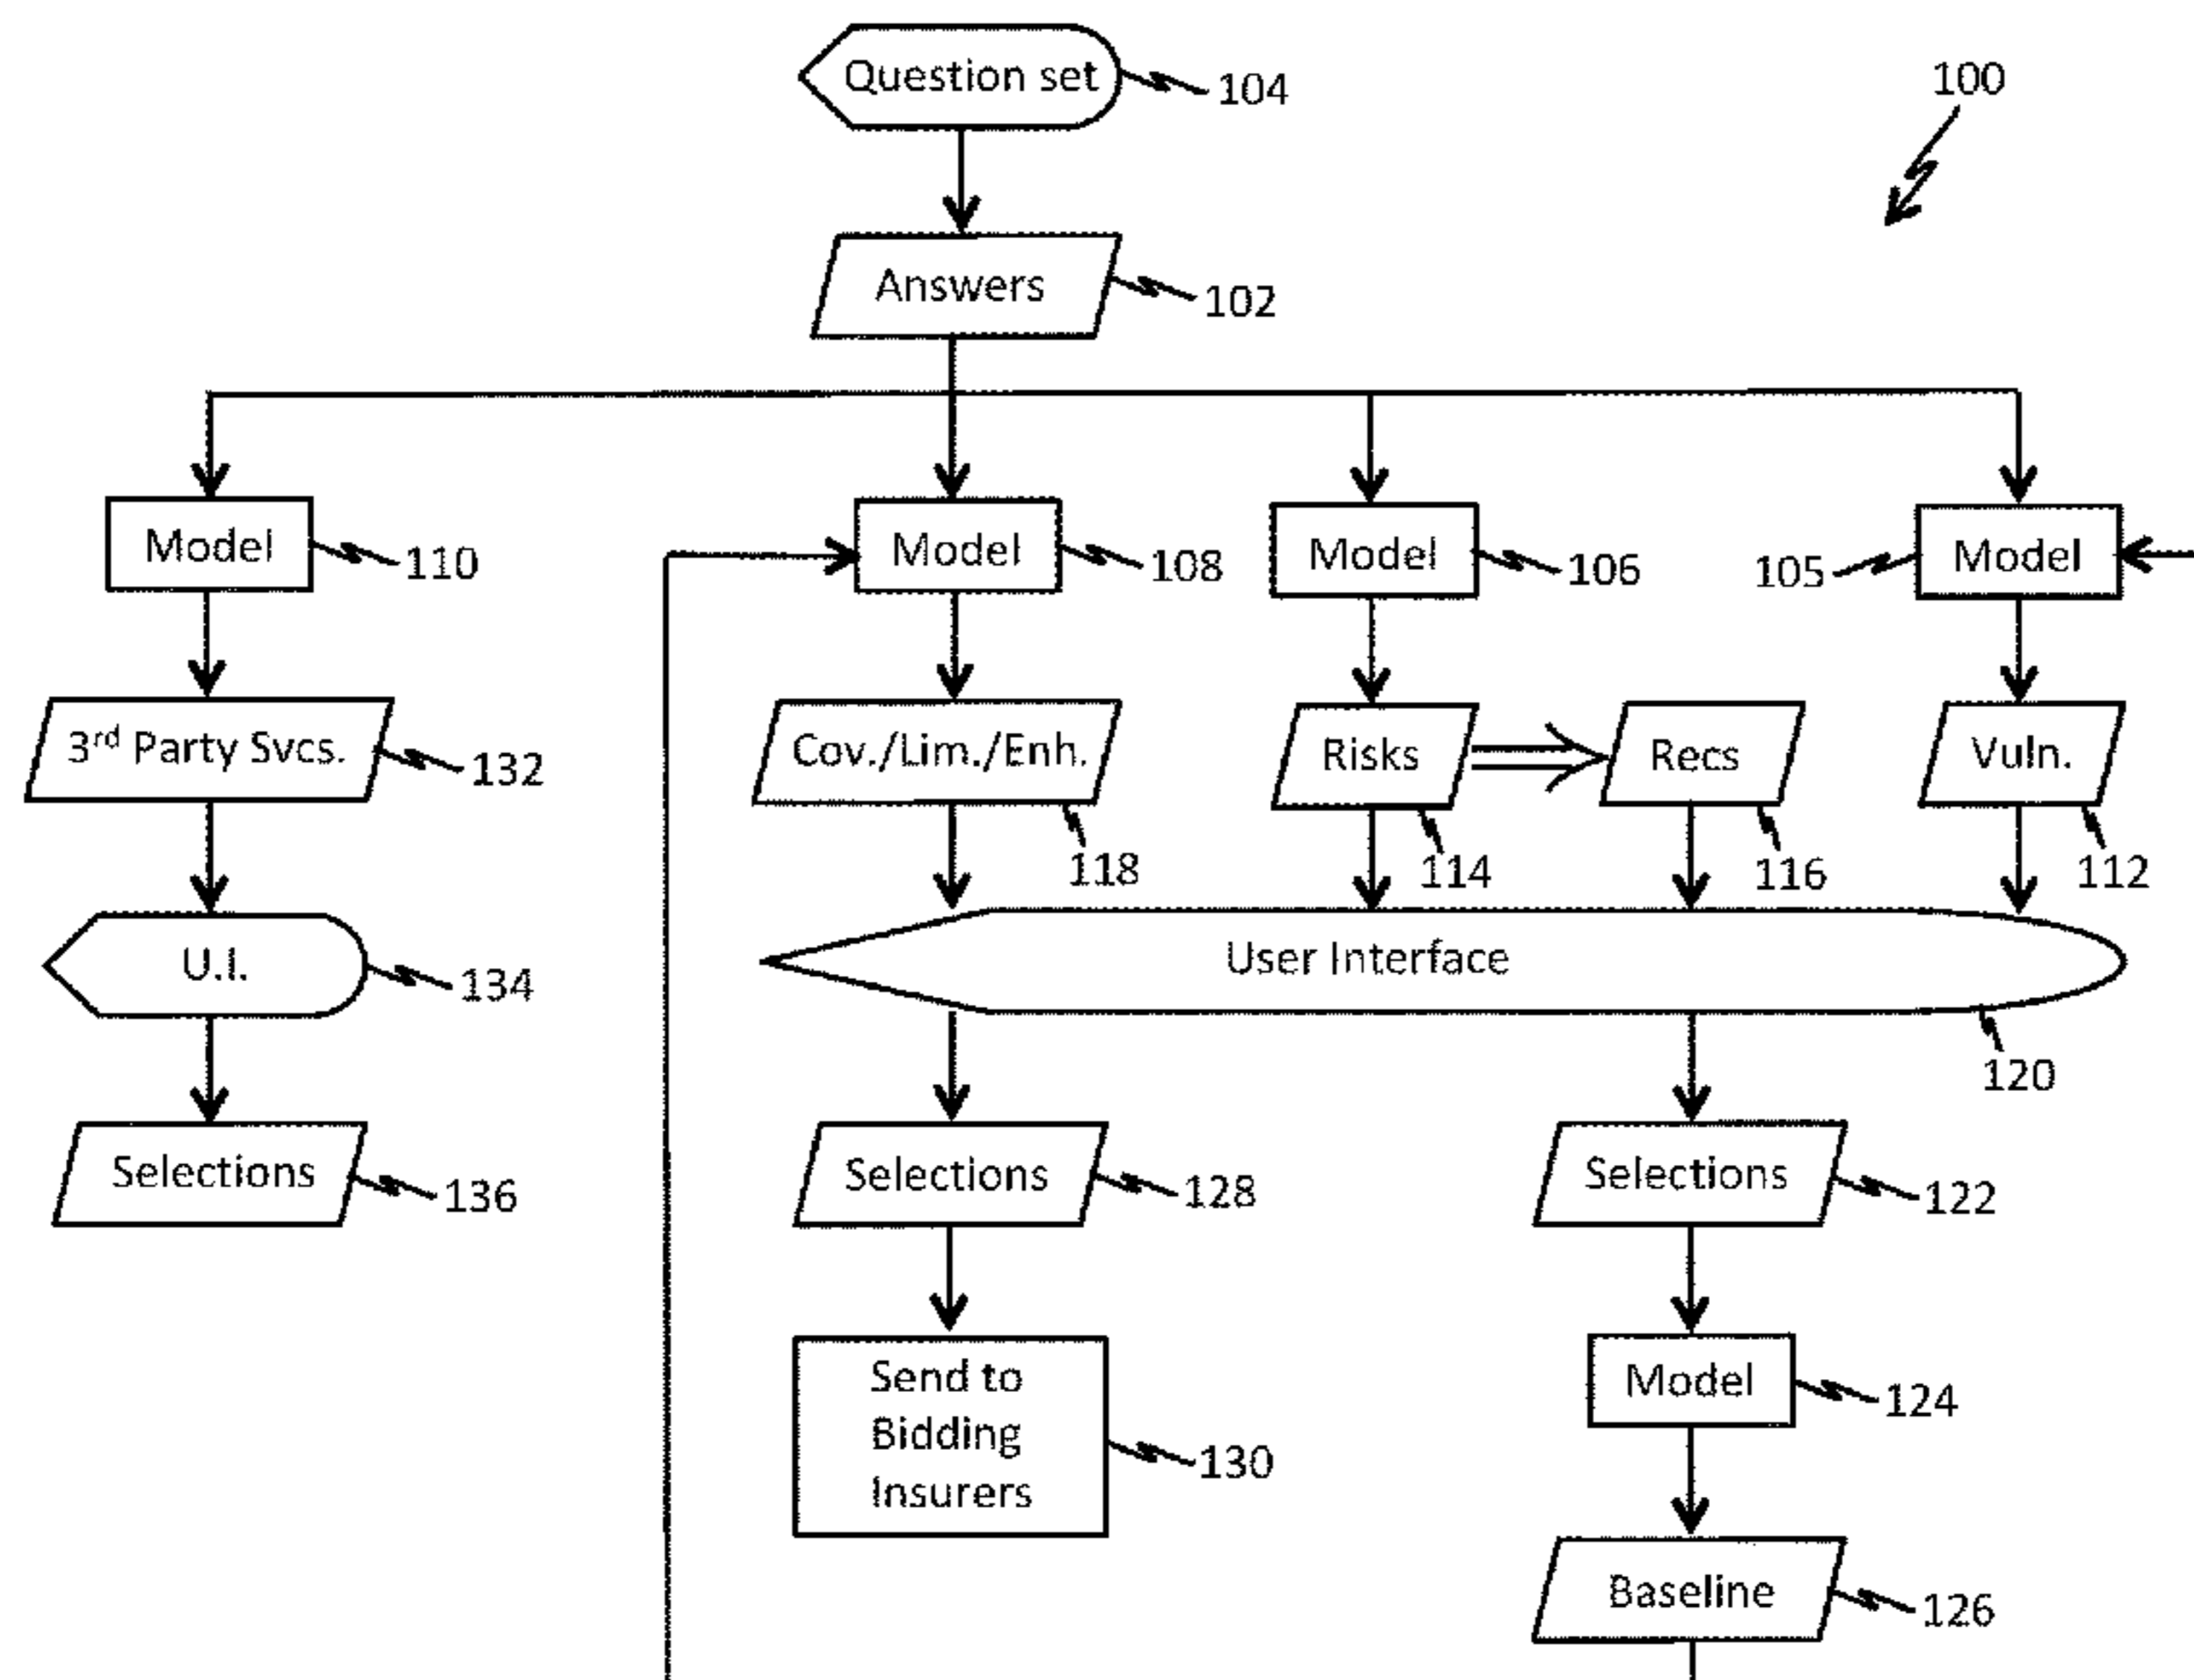 Question set
104
100
Answers
102
Model
110
Model
108
Model
106
105
Model
3rd Party Svcs.
132
Cov./Lim./Enh.
118
Risks
114
Recs
116
Vuln.
112
U.I.
134
User Interface
120
Selections
136
Selections
128
Selections
122
Send to
Bidding
Insurers
130
Model
124
Baseline
126